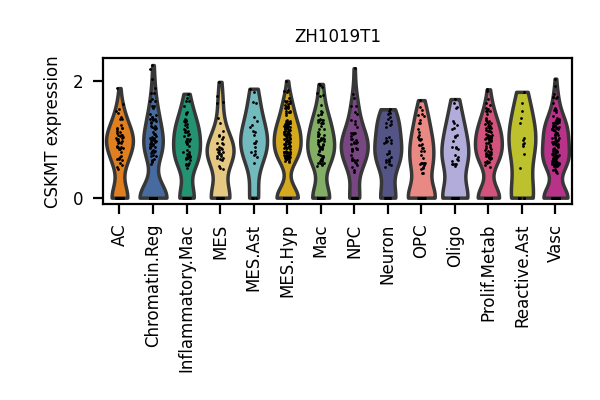 ZH1019T1
CSKMT expression
2
0
AC
Chromatin.Reg
Inflammatory.Mac
MES
MES.Ast
MES.Hyp
Mac
NPC
Neuron
OPC
Oligo
Prolif.Metab
Reactive.Ast
Vasc